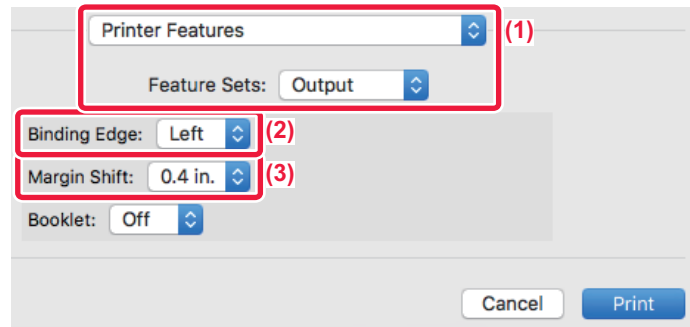 Printer Features (1)
Feature Sets: Output
Binding Edge: Left (2)
Margin Shift: 0.4 in. (3)
Booklet: Off
Cancel Print